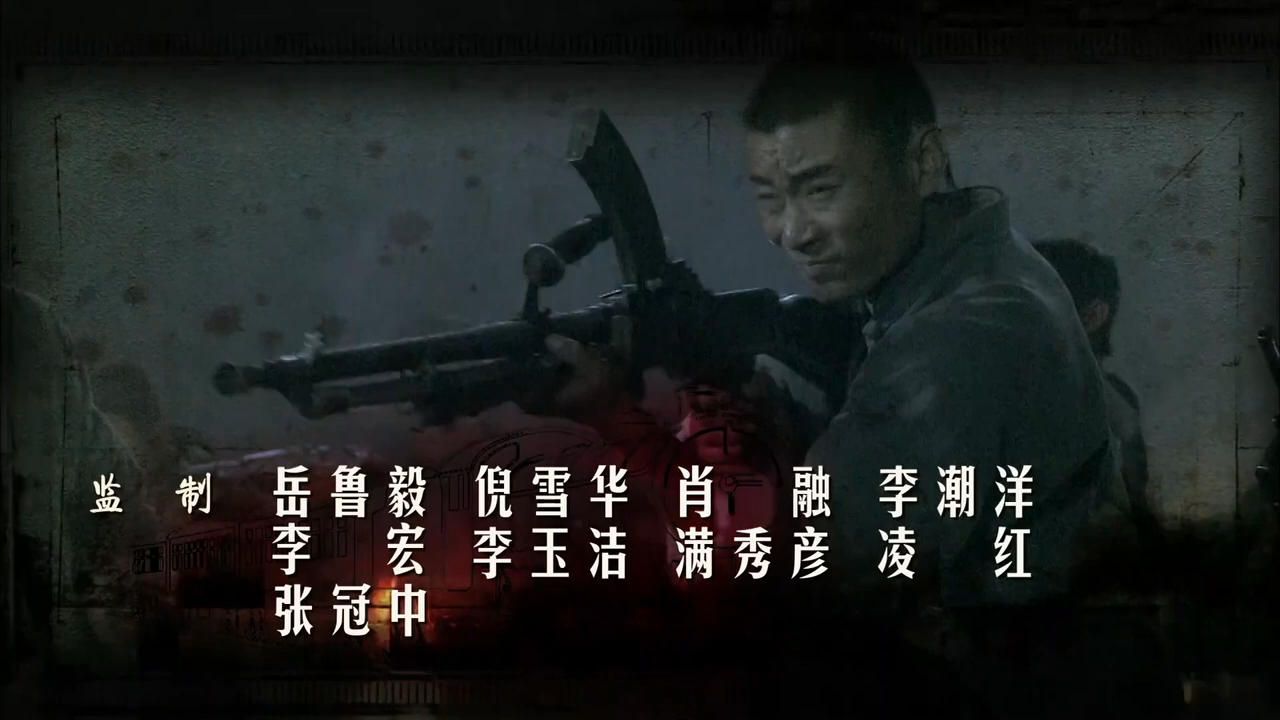 监 制 岳鲁毅 倪雪华 肖 融 李潮洋
李 宏 李玉洁 满秀彦 凌 红
张冠中